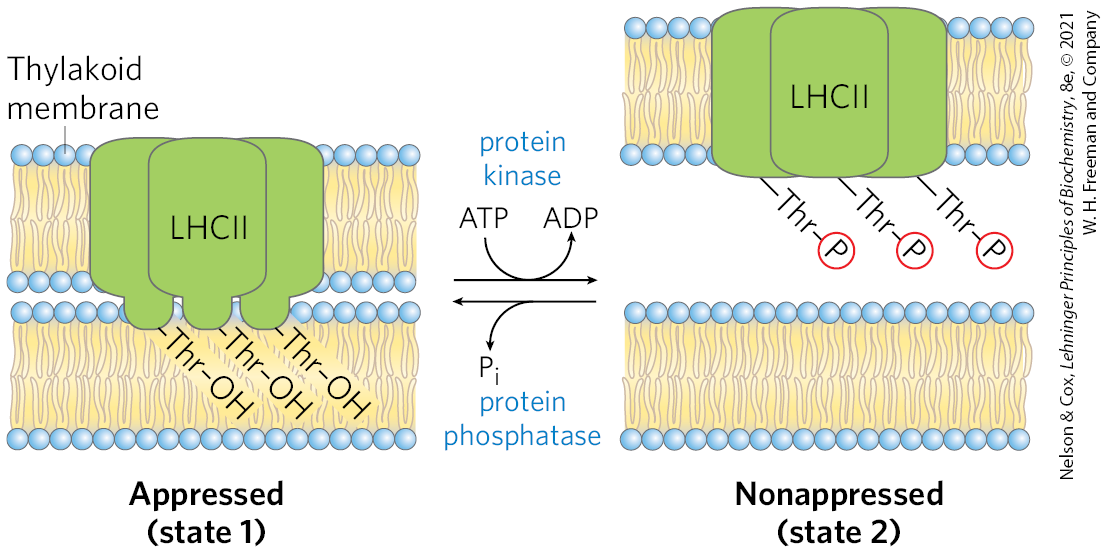 Thylakoid
membrane
LHCII
Thr–OH
Thr–OH
Thr–OH
Appressed
(state 1)
protein
kinase
ATP
ADP
Pi
protein
phosphatase
LHCII
Thr–P
Thr–P
Thr–P
Nonappressed
(state 2)
Nelson & Cox, Lehninger Principles of Biochemistry, 8e, © 2021
W. H. Freeman and Company